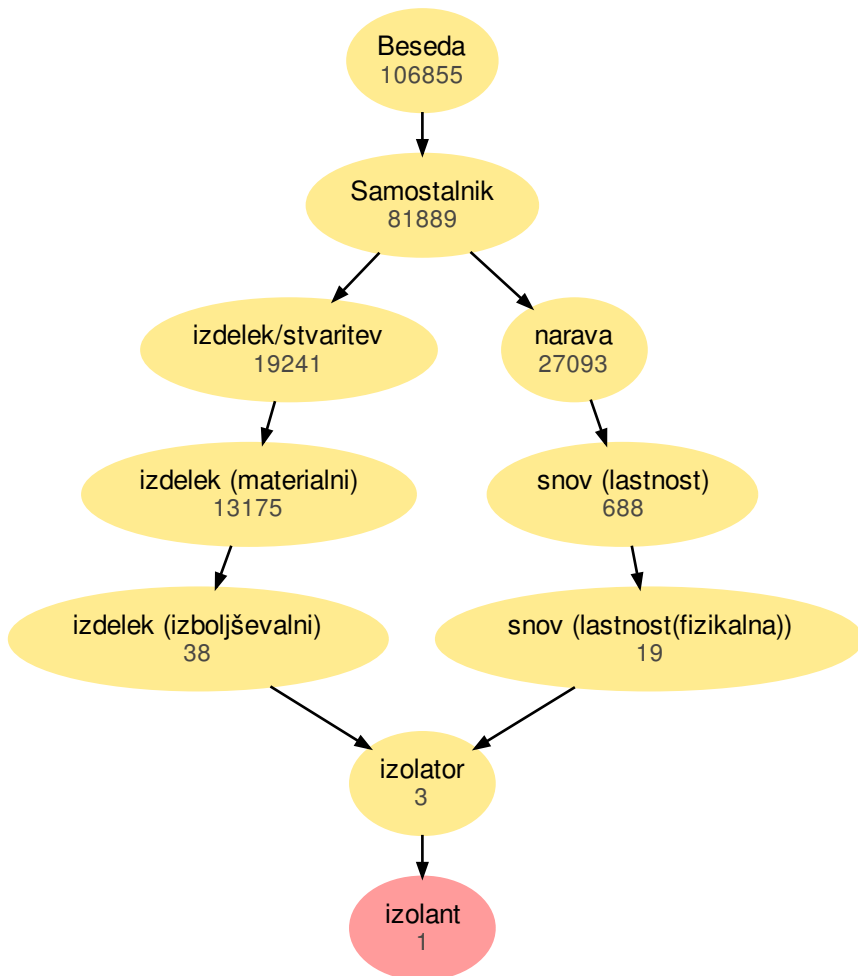 Beseda
106855
Samostalnik
81889
izdelek/stvaritev
19241
narava
27093
izdelek (materialni)
13175
snov (lastnost)
688
izdelek (izboljševalni)
38
snov (lastnost(fizikalna))
19
izolator
3
izolant
1